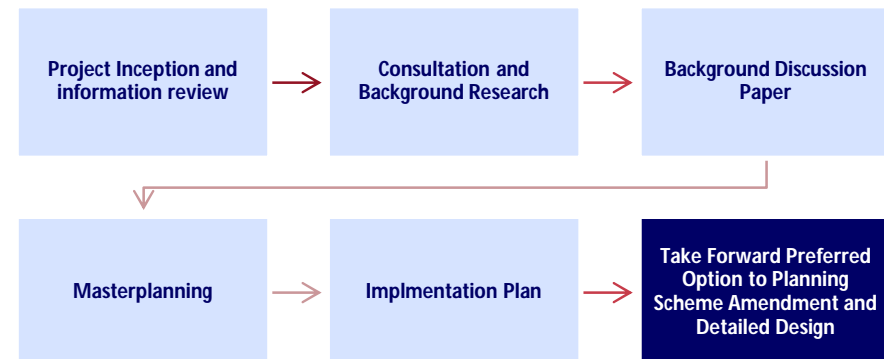 Project Inception and
information review
Consultation and
Background Research
Background Discussion
Paper
Masterplanning
Implmentation Plan
Take Forward Preferred
Option to Planning
Scheme Amendment and
Detailed Design